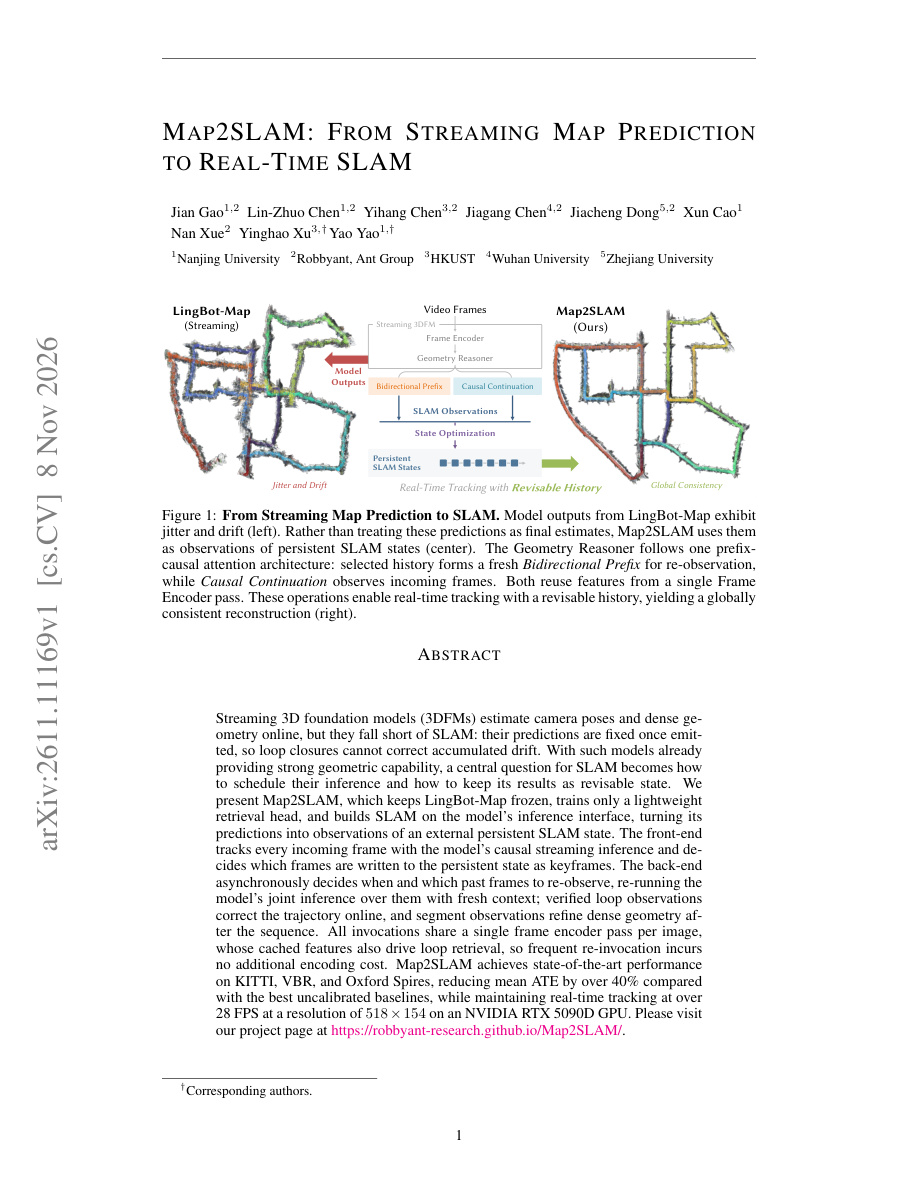 arXiv:2611.11169v1 [cs.CV] 8 Nov 2026
MAP2SLAM: FROM STREAMING MAP PREDICTION
TO REAL-TIME SLAM
Jian Gao1,2 Lin-Zhuo Chen1,2 Yihang Chen3,2 Jiagang Chen4,2 Jiacheng Dong5,2 Xun Cao1
Nan Xue2 Yinghao Xu3,† Yao Yao1,†
1Nanjing University 2Robbyant, Ant Group 3HKUST 4Wuhan University 5Zhejiang University
LingBot-Map
(Streaming)
Jitter and Drift
Video Frames
Streaming 3DFM
Frame Encoder
Geometry Reasoner
Model
Outputs
Bidirectional Prefix
Causal Continuation
SLAM Observations
State Optimization
Persistent
SLAM States
Real-Time Tracking with Revisable History
Map2SLAM
(Ours)
Global Consistency
Figure 1: From Streaming Map Prediction to SLAM. Model outputs from LingBot-Map exhibit
jitter and drift (left). Rather than treating these predictions as final estimates, Map2SLAM uses them
as observations of persistent SLAM states (center). The Geometry Reasoner follows one prefix-
causal attention architecture: selected history forms a fresh Bidirectional Prefix for re-observation,
while Causal Continuation observes incoming frames. Both reuse features from a single Frame
Encoder pass. These operations enable real-time tracking with a revisable history, yielding a globally
consistent reconstruction (right).
ABSTRACT
Streaming 3D foundation models (3DFMs) estimate camera poses and dense ge-
ometry online, but they fall short of SLAM: their predictions are fixed once emit-
ted, so loop closures cannot correct accumulated drift. With such models already
providing strong geometric capability, a central question for SLAM becomes how
to schedule their inference and how to keep its results as revisable state. We
present Map2SLAM, which keeps LingBot-Map frozen, trains only a lightweight
retrieval head, and builds SLAM on the model's inference interface, turning its
predictions into observations of an external persistent SLAM state. The front-end
tracks every incoming frame with the model's causal streaming inference and de-
cides which frames are written to the persistent state as keyframes. The back-end
asynchronously decides when and which past frames to re-observe, re-running the
model's joint inference over them with fresh context; verified loop observations
correct the trajectory online, and segment observations refine dense geometry af-
ter the sequence. All invocations share a single frame encoder pass per image,
whose cached features also drive loop retrieval, so frequent re-invocation incurs
no additional encoding cost. Map2SLAM achieves state-of-the-art performance
on KITTI, VBR, and Oxford Spires, reducing mean ATE by over 40% compared
with the best uncalibrated baselines, while maintaining real-time tracking at over
28 FPS at a resolution of 518 × 154 on an NVIDIA RTX 5090D GPU. Please visit
our project page at https://robbyant-research.github.io/Map2SLAM/.
†Corresponding authors.
1